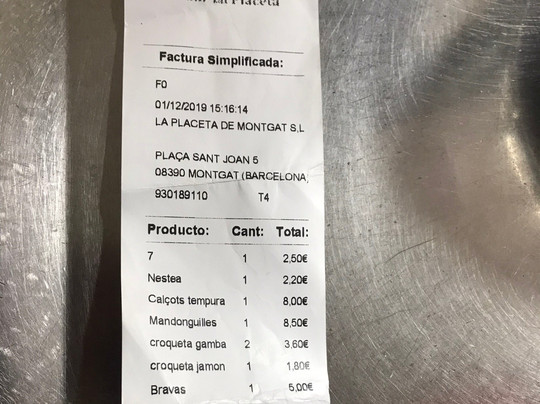 La Placeta
Factura Simplificada:
F0
01/12/2019 15:16:14
LA PLACETA DE MONTGAT S.L
PLAÇA SANT JOAN 5
08390 MONTGAT (BARCELONA)
930189110 T4
Producto: Cant: Total:
7 1 2,50€
Nestea 1 2,20€
Calçots tempura 1 8,00€
Mandonguilles 1 8,50€
croqueta gamba 2 3,60€
croqueta jamon 1 1,80€
Bravas 1 5,00€